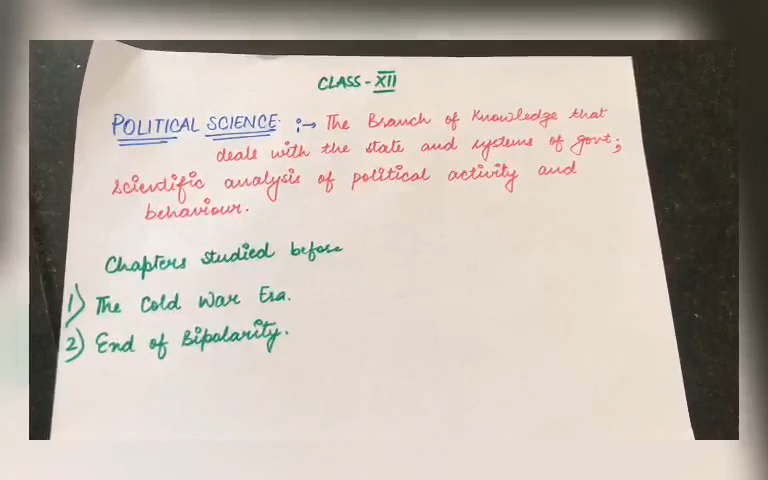 CLASS - XII
POLITICAL SCIENCE :→ The Branch of Knowledge that
deals with the state and systems of govt;
scientific analysis of political activity and
behaviour.
Chapters studied before
1) The Cold War Era.
2) End of Bipolarity.